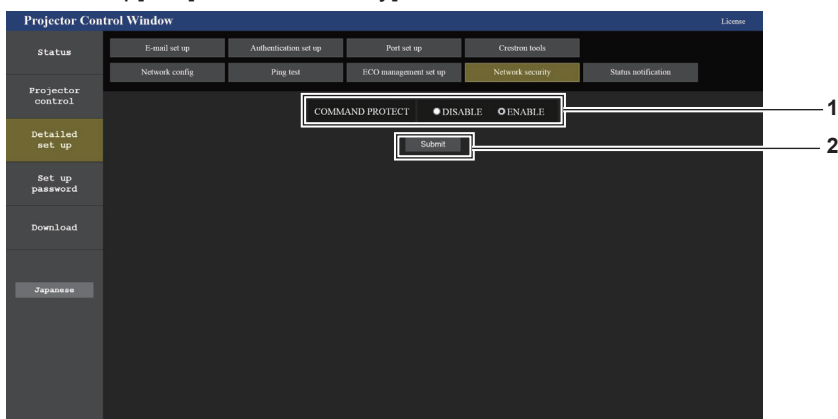 Projector Control Window
License
Status
E-mail set up
Authentication set up
Port set up
Crestron tools
Network config
Ping test
ECO management set up
Network security
Status notification
Projector
control
COMMAND PROTECT DISABLE ENABLE
1
Detailed
set up
Submit
2
Set up
password
Download
Japanese